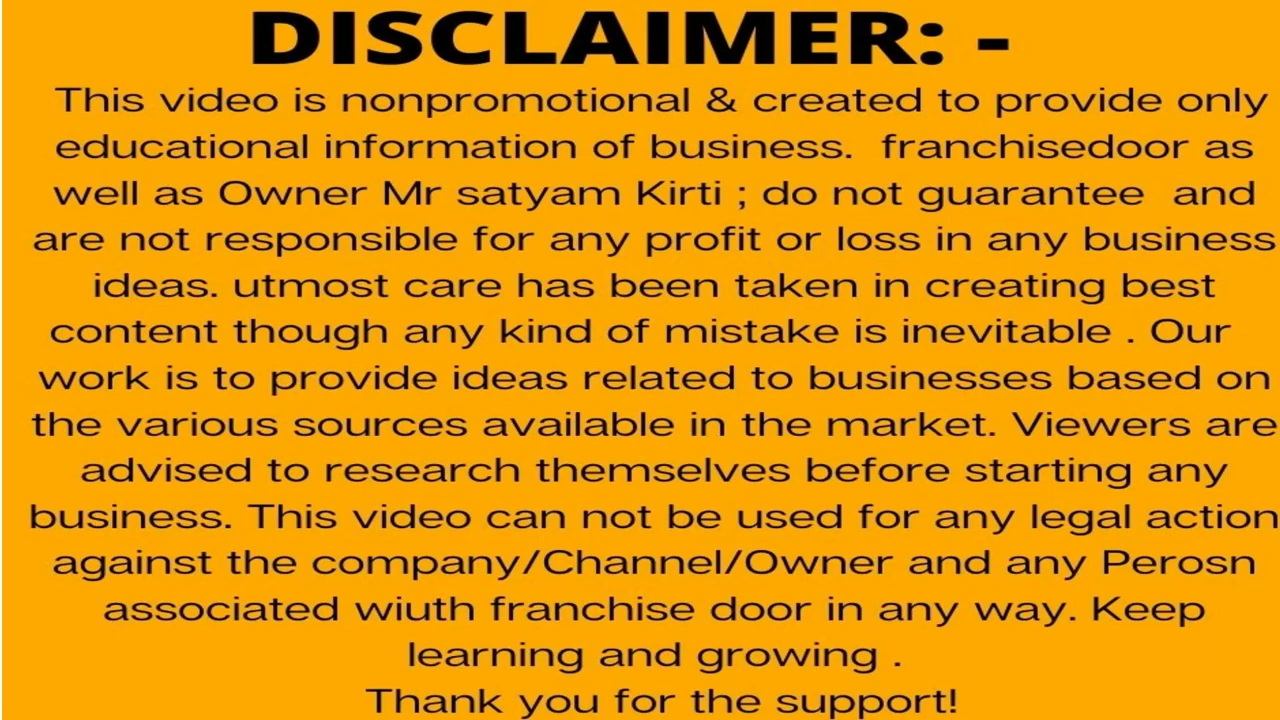 DISCLAIMER: -
This video is nonpromotional & created to provide only
educational information of business.  franchisedoor as
well as Owner Mr satyam Kirti ; do not guarantee  and
are not responsible for any profit or loss in any business
ideas. utmost care has been taken in creating best
content though any kind of mistake is inevitable . Our
work is to provide ideas related to businesses based on
the various sources available in the market. Viewers are
advised to research themselves before starting any
business. This video can not be used for any legal action
against the company/Channel/Owner and any Perosn
associated wiuth franchise door in any way. Keep
learning and growing .
Thank you for the support!